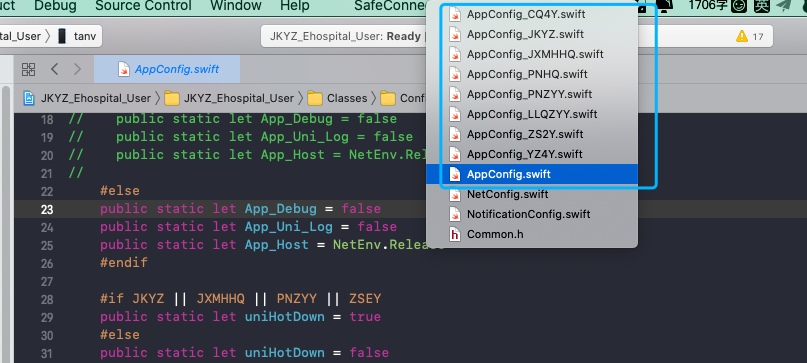 uct Debug Source Control Window SafeConnec 1706字 英
pital_User 〉 tanv
JKYZ_Ehospital_User: Ready
17
AppConfig.swift
JKYZ_Ehospital_User 〉 JKYZ_Ehospital_User 〉 Classes 〉 Conf
AppConfig_CQ4Y.swift
AppConfig_JKYZ.swift
AppConfig_JXMHHQ.swift
AppConfig_PNHQ.swift
AppConfig_PNZYY.swift
AppConfig_LLQZYY.swift
AppConfig_ZS2Y.swift
AppConfig_YZ4Y.swift
AppConfig.swift
NetConfig.swift
NotificationConfig.swift
Common.h
18 // public static let App_Debug = false
19 // public static let App_Uni_Log = false
20 // public static let App_Host = NetEnv.Rel
21 //
22 #else
23 public static let App_Debug = false
24 public static let App_Uni_Log = false
25 public static let App_Host = NetEnv.Release
26 #endif
27
28 #if JKYZ || JXMHHQ || PNZYY || ZSEY
29 public static let uniHotDown = true
30 #else
31 public static let uniHotDown = false